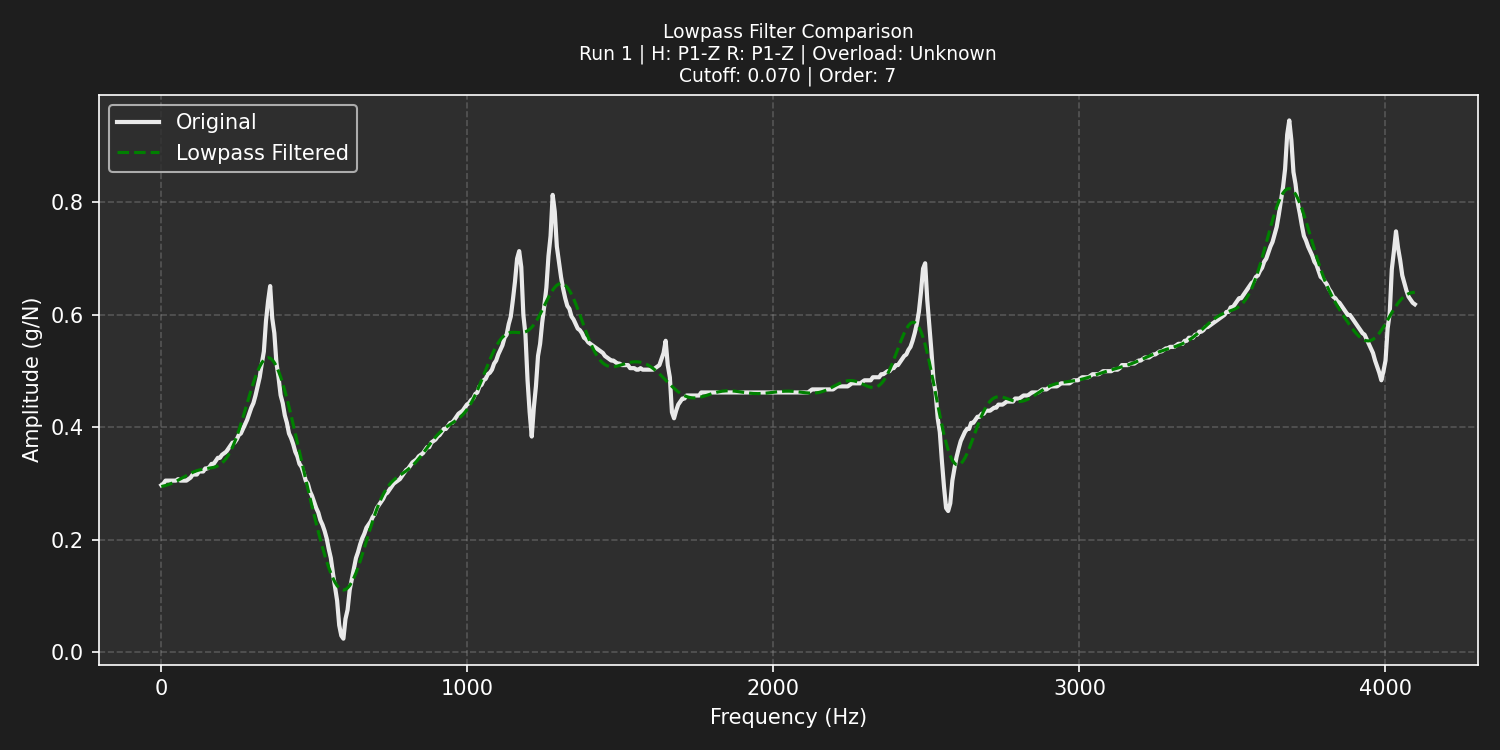 Lowpass Filter Comparison
Run 1 | H: P1-Z R: P1-Z | Overload: Unknown
Cutoff: 0.070 | Order: 7
Original
Lowpass Filtered
Amplitude (g/N)
0.8
0.6
0.4
0.2
0.0
0 1000 2000 3000 4000
Frequency (Hz)